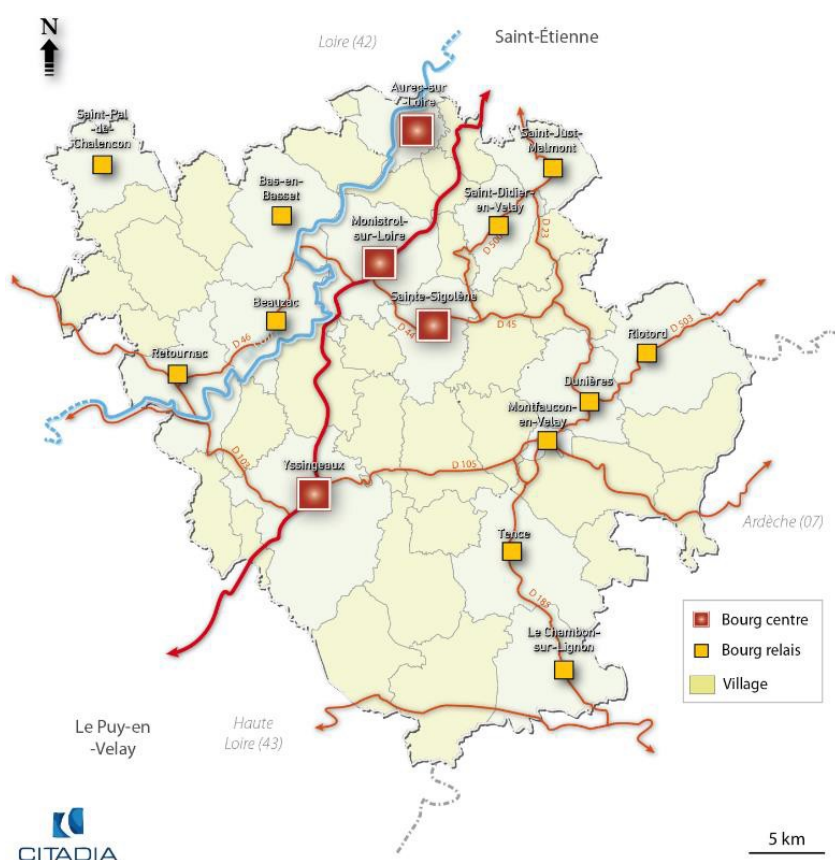 N
Loire (42)
Saint-Étienne
Aurec-sur
-Loire
Saint-Pal
-de-
Chalencon
Saint-Just-
Malmont
Bas-en-
Basset
Saint-Didier-
en-Velay
Monistrol-
sur-Loire
D 500
D 23
Beauzac
Sainte-Sigolène
D 46
D 44
D 45
Riotord
D 503
Retournac
Dunières
Montfaucon-
en-Velay
D 103
Yssingeaux
D 105
Ardèche (07)
Tence
D 185
Le Chambon-
sur-Lignon
Bourg centre
Bourg relais
Village
Le Puy-en
-Velay
Haute
Loire (43)
CITADIA
5 km